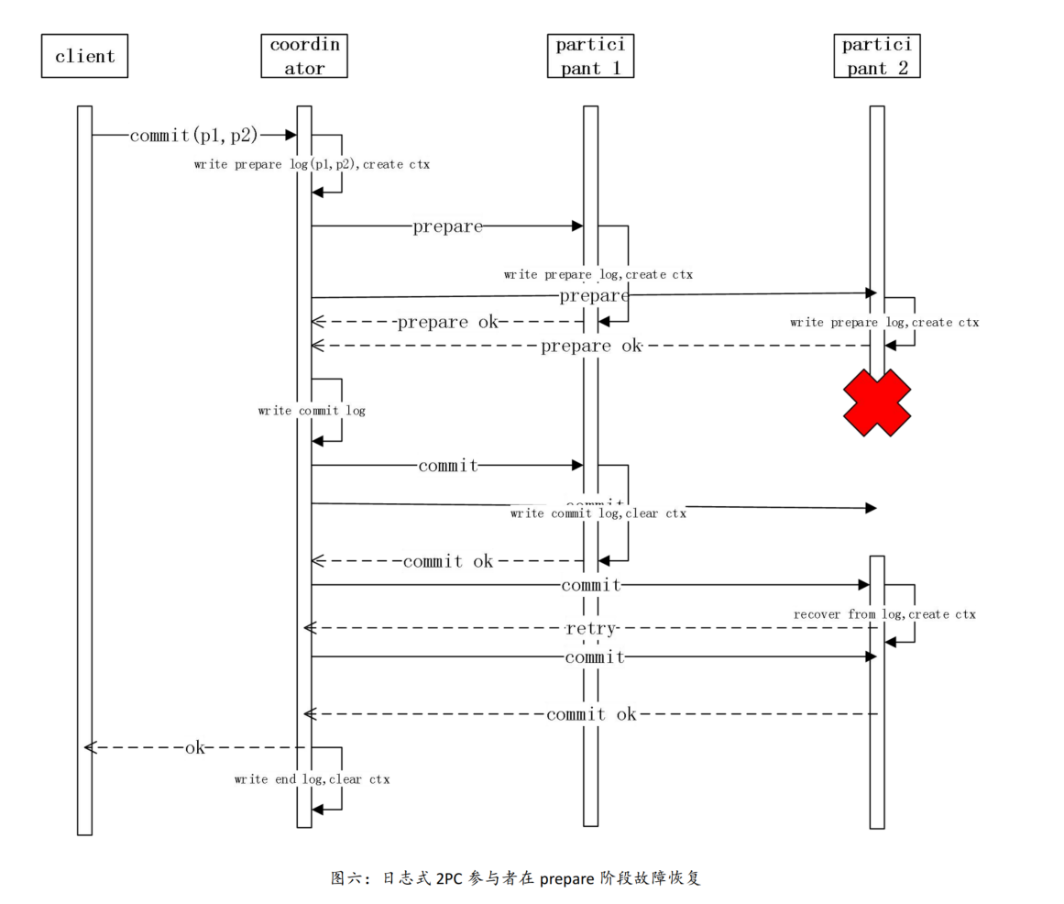 client
coordin
ator
partici
pant 1
partici
pant 2
commit(p1,p2)
write prepare log(p1,p2),create ctx
prepare
write prepare log,create ctx
prepare
write prepare log,create ctx
prepare ok
prepare ok
write commit log
commit
write commit log,clear ctx
commit ok
commit
recover from log,create ctx
retry
commit
commit ok
ok
write end log,clear ctx
图六：日志式 2PC 参与者在 prepare 阶段故障恢复